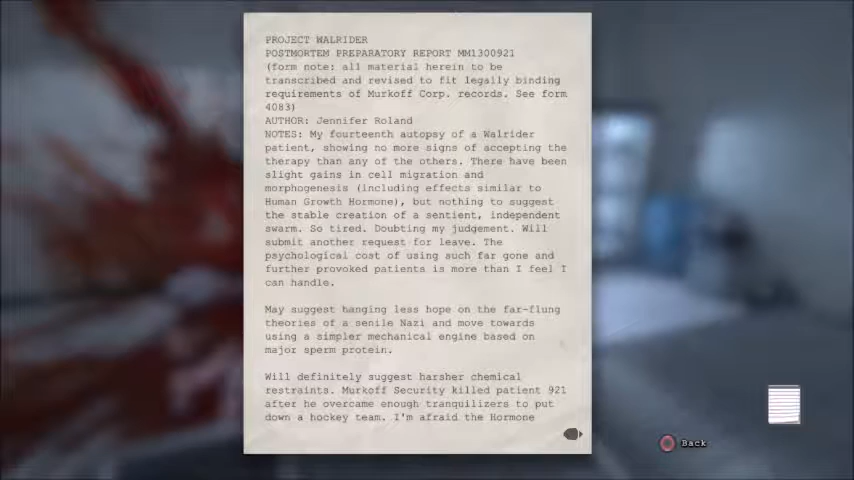 PROJECT WALRIDER
POSTMORTEM PREPARATORY REPORT MM1300921
(form note: all material herein to be
transcribed and revised to fit legally binding
requirements of Murkoff Corp. records. See form
4083)
AUTHOR: Jennifer Roland
NOTES: My fourteenth autopsy of a Walrider
patient, showing no more signs of accepting the
therapy than any of the others. There have been
slight gains in cell migration and
morphogenesis (including effects similar to
Human Growth Hormone), but nothing to suggest
the stable creation of a sentient, independent
swarm. So tired. Doubting my judgement. Will
submit another request for leave. The
psychological cost of using such far gone and
further provoked patients is more than I feel I
can handle.
May suggest hanging less hope on the far-flung
theories of a senile Nazi and move towards
using a simpler mechanical engine based on
major sperm protein.
Will definitely suggest harsher chemical
restraints. Murkoff Security killed patient 921
after he overcame enough tranquilizers to put
down a hockey team. I'm afraid the Hormone
Back